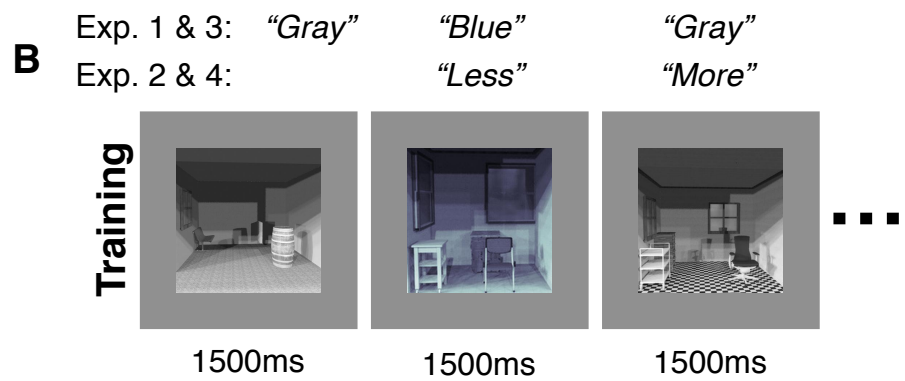 B
Exp. 1 & 3: “Gray” “Blue” “Gray”
Exp. 2 & 4: “Less” “More”
Training
1500ms 1500ms 1500ms